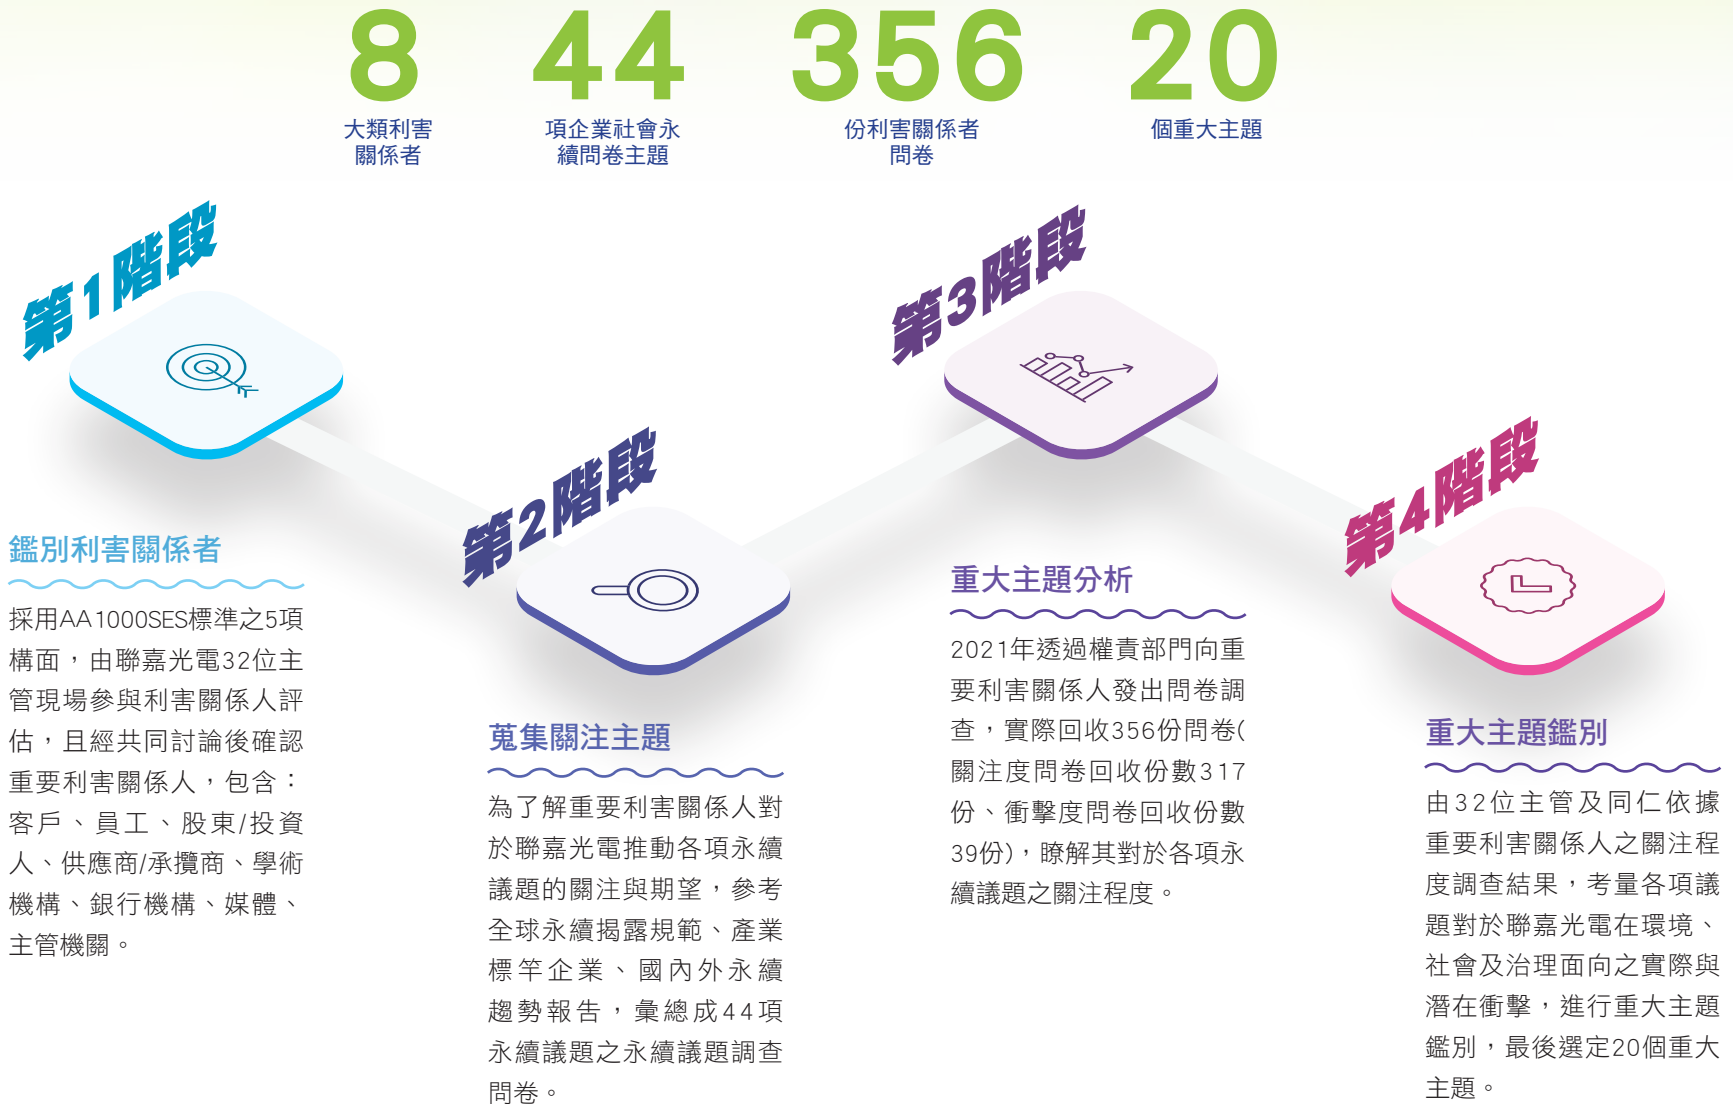 8
大類利害
關係者
44
項企業社會永
續問卷主題
356
份利害關係者
問卷
20
個重大主題
第1階段
鑑別利害關係者
採用AA1000SES標準之5項
構面，由聯嘉光電32位主
管現場參與利害關係人評
估，且經共同討論後確認
重要利害關係人，包含：
客戶、員工、股東/投資
人、供應商/承攬商、學術
機構、銀行機構、媒體、
主管機關。
第2階段
蒐集關注主題
為了解重要利害關係人對
於聯嘉光電推動各項永續
議題的關注與期望，參考
全球永續揭露規範、產業
標竿企業、國內外永續
趨勢報告，彙總成44項
永續議題之永續議題調查
問卷。
第3階段
重大主題分析
2021年透過權責部門向重
要利害關係人發出問卷調
查，實際回收356份問卷(
關注度問卷回收份數317
份、衝擊度問卷回收份數
39份)，瞭解其對於各項永
續議題之關注程度。
第4階段
重大主題鑑別
由32位主管及同仁依據
重要利害關係人之關注程
度調查結果，考量各項議
題對於聯嘉光電在環境、
社會及治理面向之實際與
潛在衝擊，進行重大主題
鑑別，最後選定20個重大
主題。